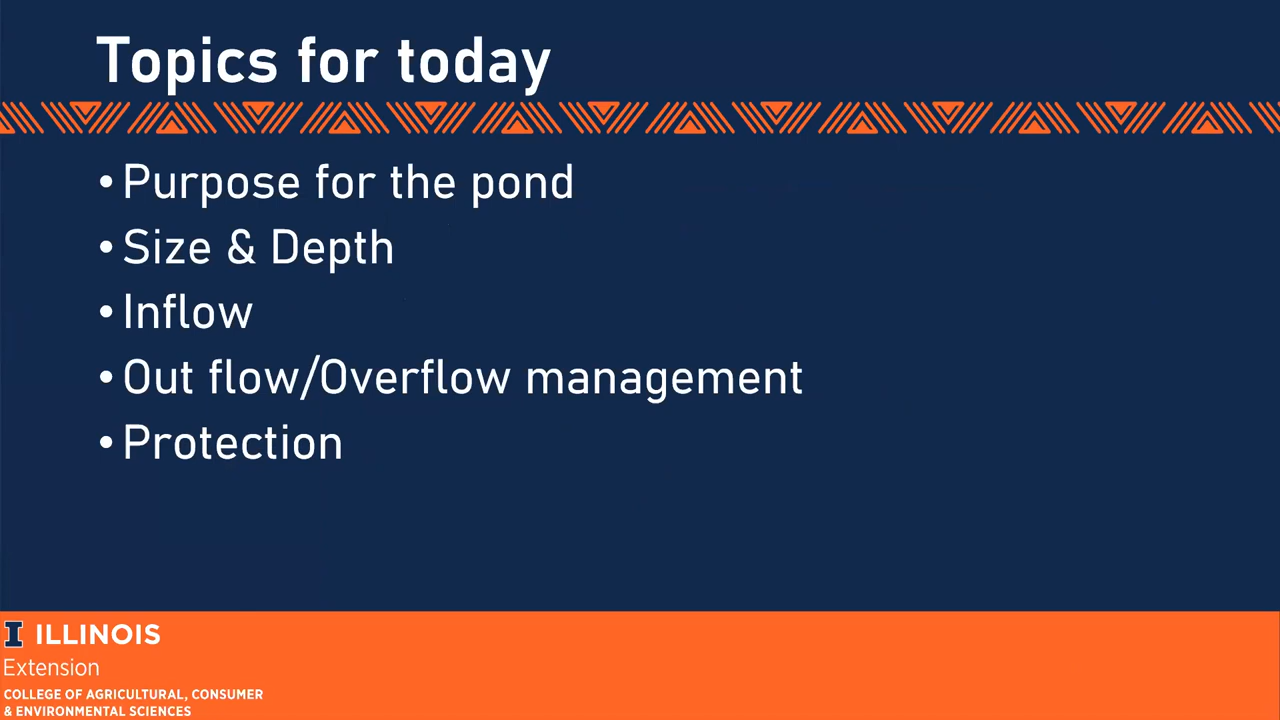 Topics for today
• Purpose for the pond
• Size & Depth
• Inflow
• Out flow/Overflow management
• Protection
I ILLINOIS
Extension
COLLEGE OF AGRICULTURAL, CONSUMER
& ENVIRONMENTAL SCIENCES